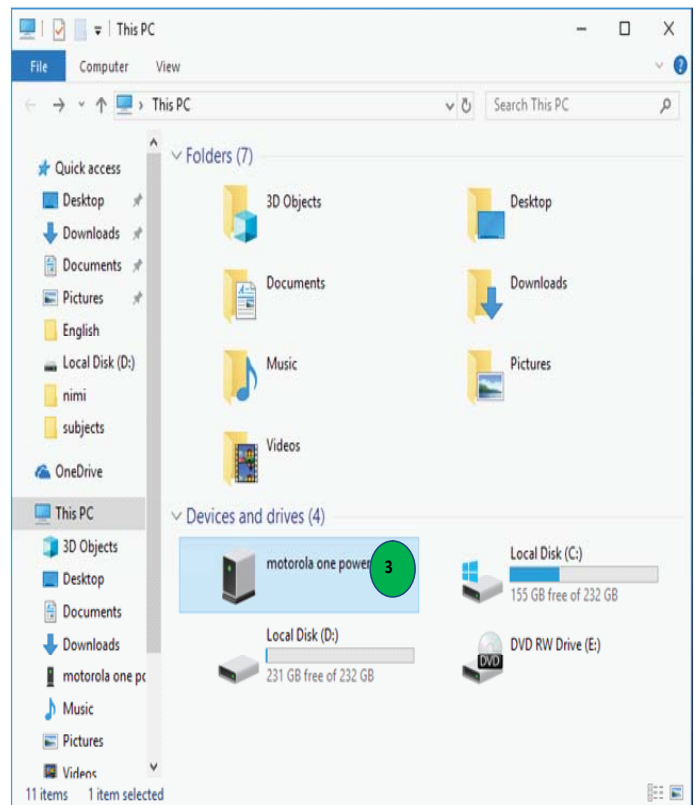 This PC
File Computer View
This PC Search This PC
Quick access
Desktop
Downloads
Documents
Pictures
English
Local Disk (D:)
nimi
subjects
OneDrive
This PC
3D Objects
Desktop
Documents
Downloads
motorola one po
Music
Pictures
Videos
Folders (7)
3D Objects Desktop
Documents Downloads
Music Pictures
Videos
Devices and drives (4)
motorola one power 3
Local Disk (C:)
155 GB free of 232 GB
Local Disk (D:)
231 GB free of 232 GB
DVD RW Drive (E:)
DVD
11 items 1 item selected